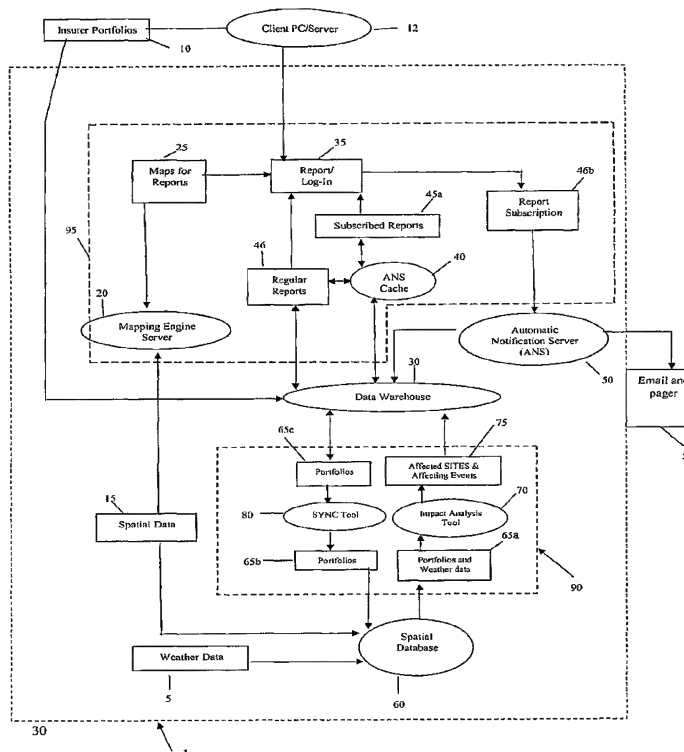 Insurer Portfolios
10
Client PC/Server
12
25
Maps for
Reports
35
Report/
Log-In
46b
Report
Subscription
45a
Subscribed Reports
95
46
Regular
Reports
40
ANS
Cache
20
Mapping Engine
Server
Automatic
Notification Server
(ANS)
50
Email and
pager
30
Data Warehouse
65c
Portfolios
75
Affected SITES &
Affecting Events
80
SYNC Tool
70
Impact Analysis
Tool
15
Spatial Data
65b
Portfolios
65a
Portfolios and
Weather data
90
Spatial
Database
60
Weather Data
5
30
1